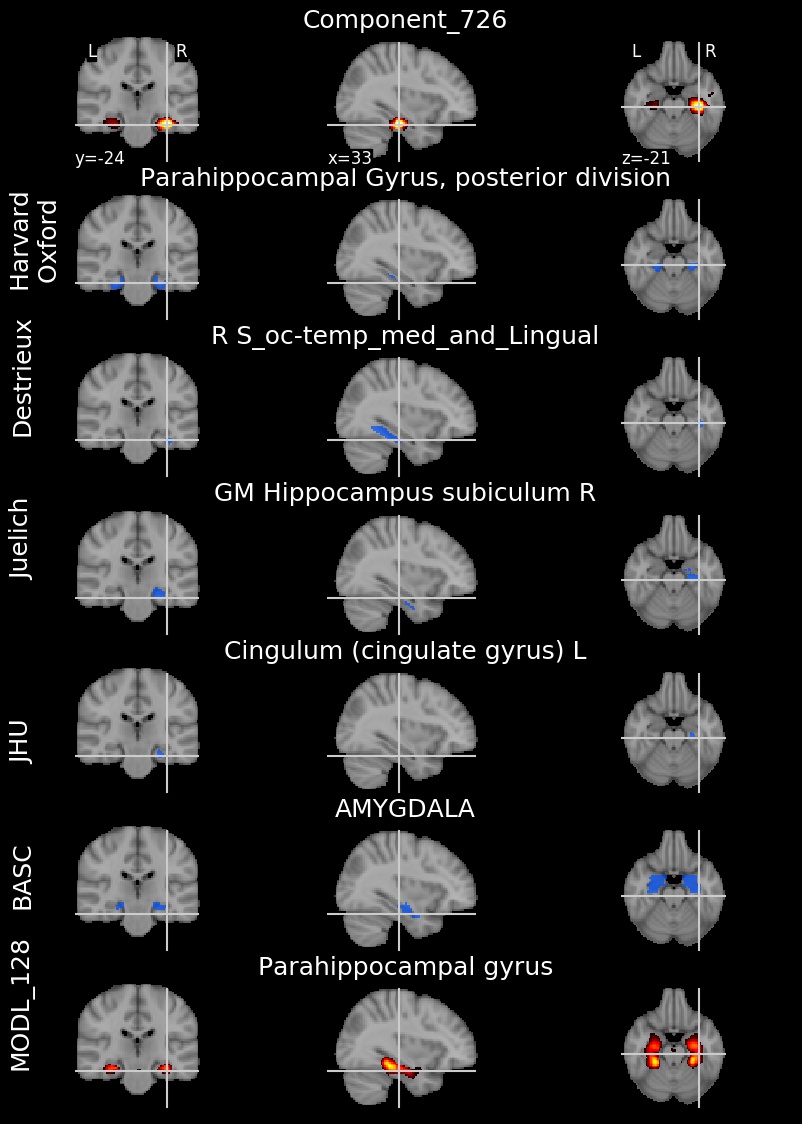 Component_726
L R L R
y=-24 x=33 z=-21
Parahippocampal Gyrus, posterior division
Harvard
Oxford
R S_oc-temp_med_and_Lingual
Destrieux
GM Hippocampus subiculum R
Juelich
Cingulum (cingulate gyrus) L
JHU
AMYGDALA
BASC
Parahippocampal gyrus
MODL_128